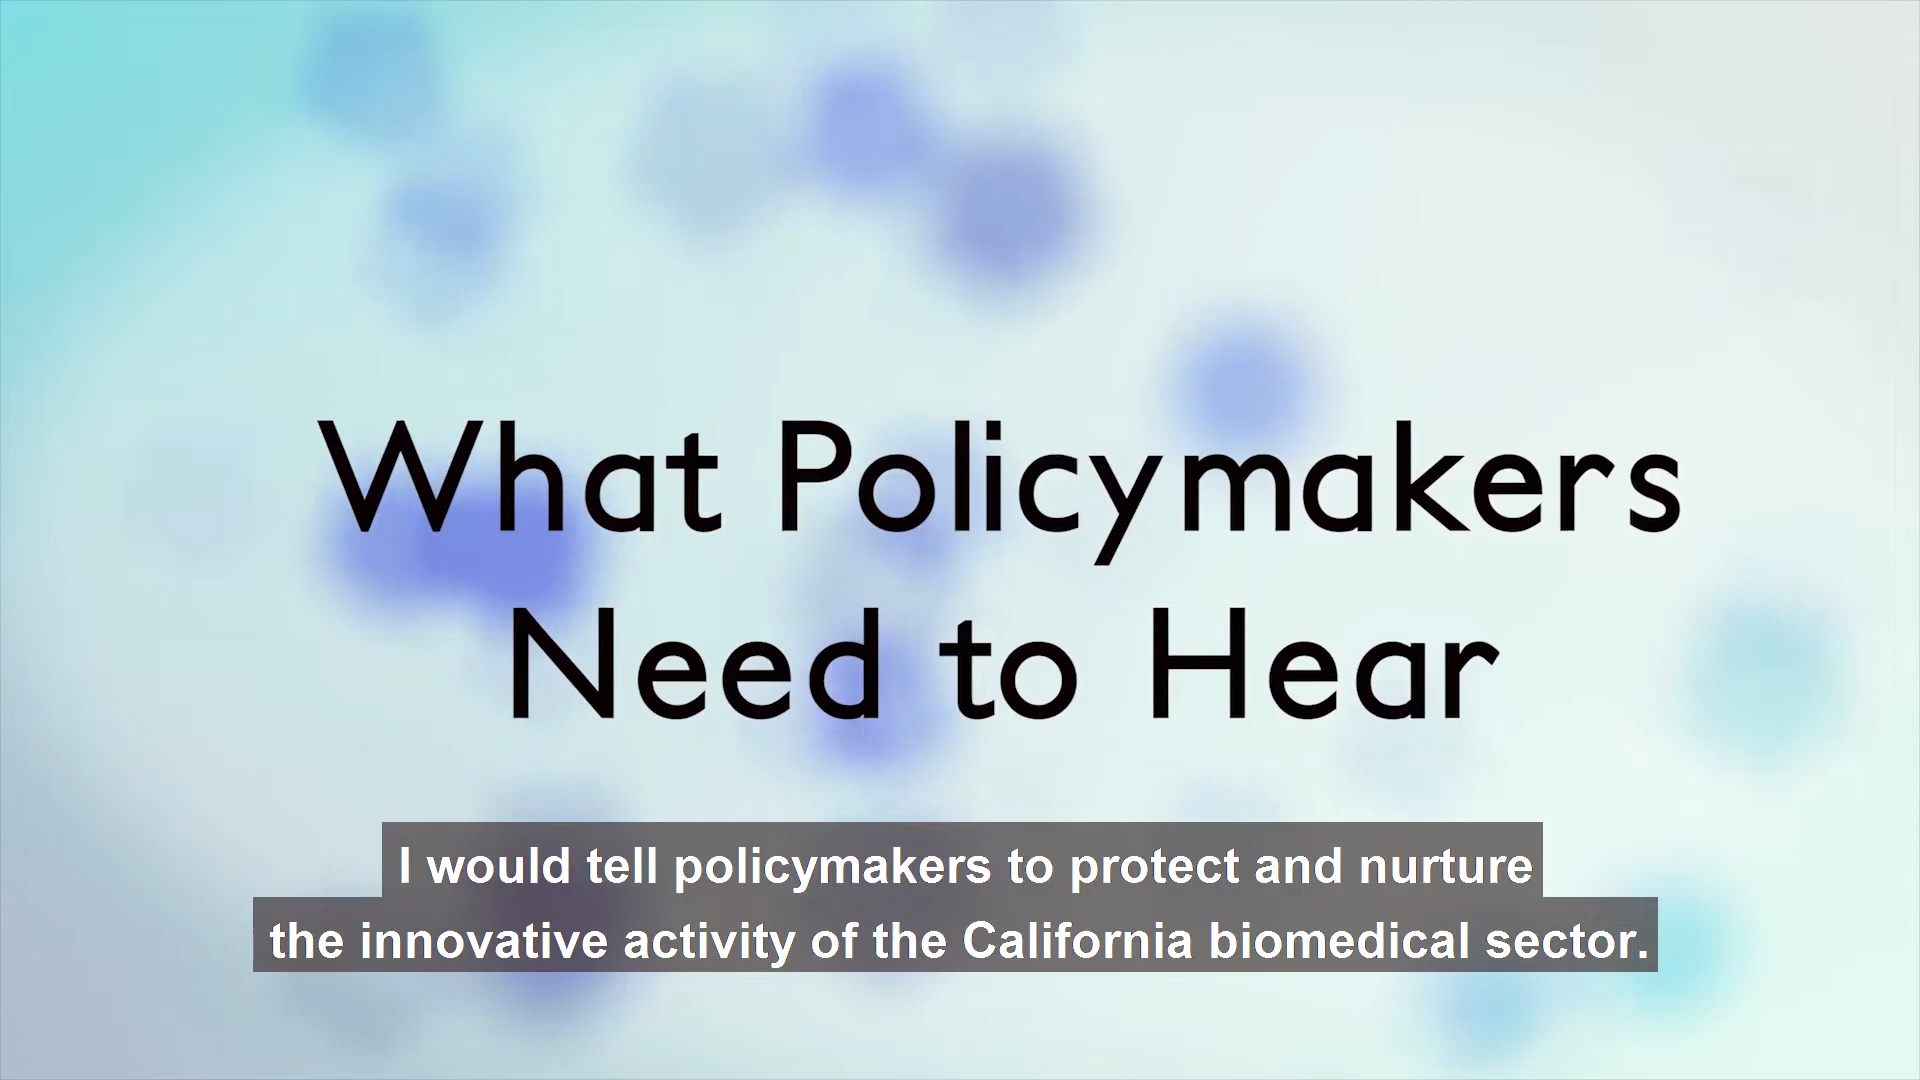 What Policymakers
Need to Hear
I would tell policymakers to protect and nurture
the innovative activity of the California biomedical sector.